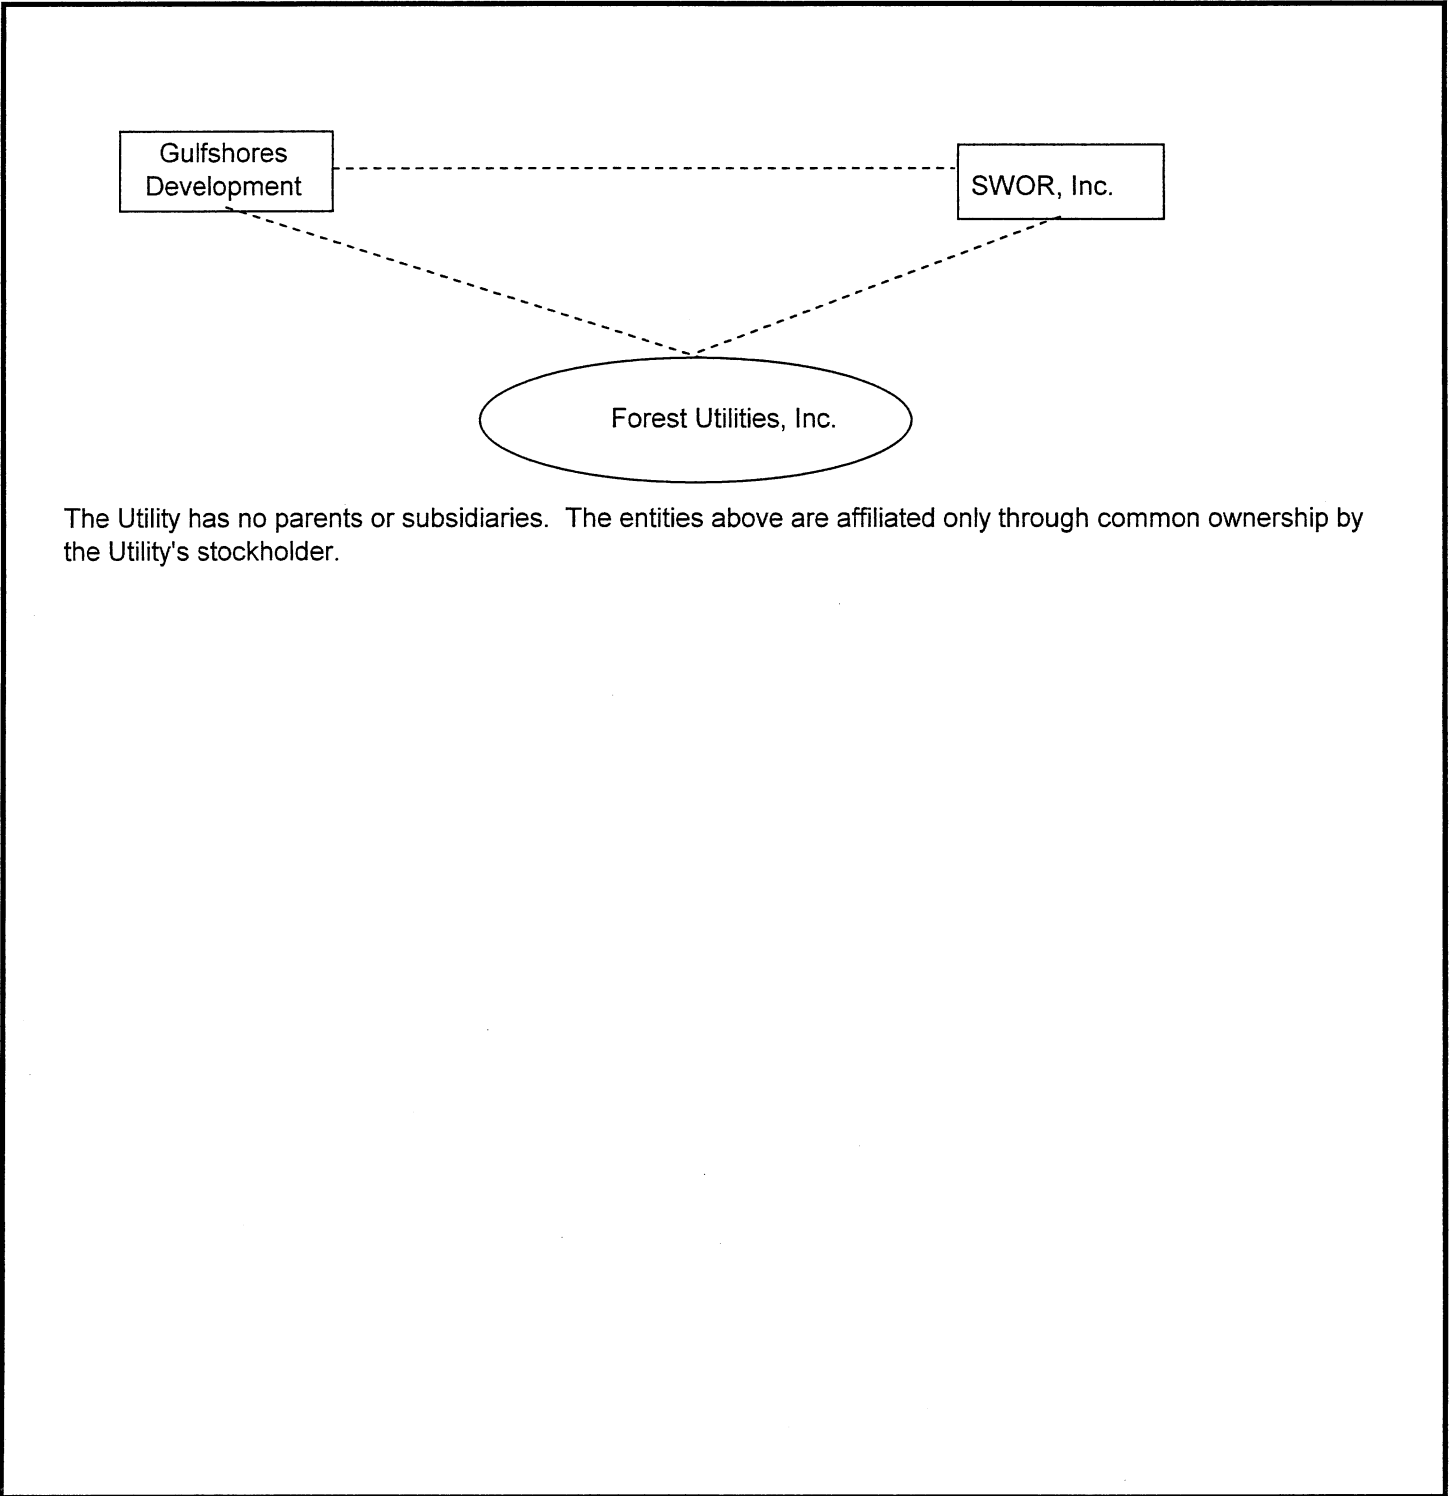 Gulfshores
Development
SWOR, Inc.
Forest Utilities, Inc.
The Utility has no parents or subsidiaries.  The entities above are affiliated only through common ownership by
the Utility's stockholder.